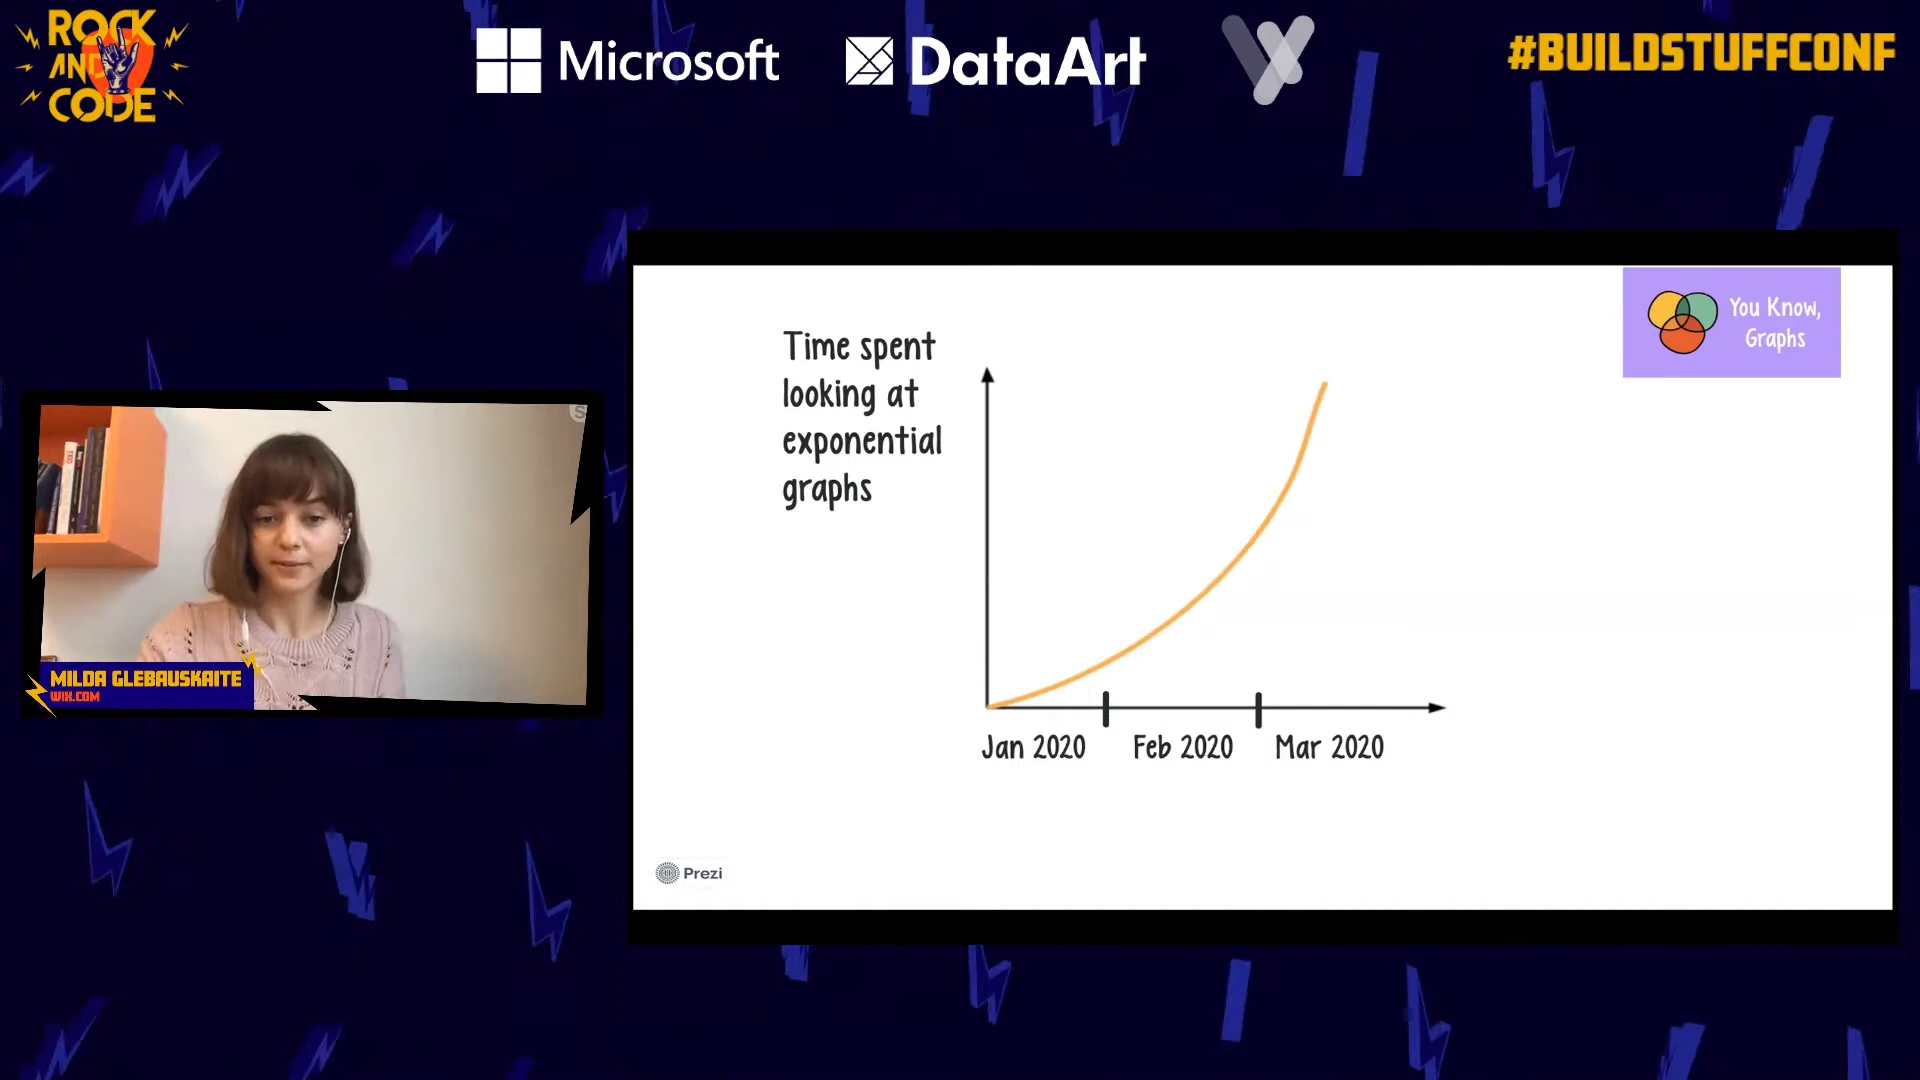 ROCK
AND
CODE
Microsoft
DataArt
#BUILDSTUFFCONF
You Know,
Graphs
Time spent
looking at
exponential
graphs
Jan 2020
Feb 2020
Mar 2020
Prezi
MILDA GLEBAUSKAITE
WIX.COM
S
TED